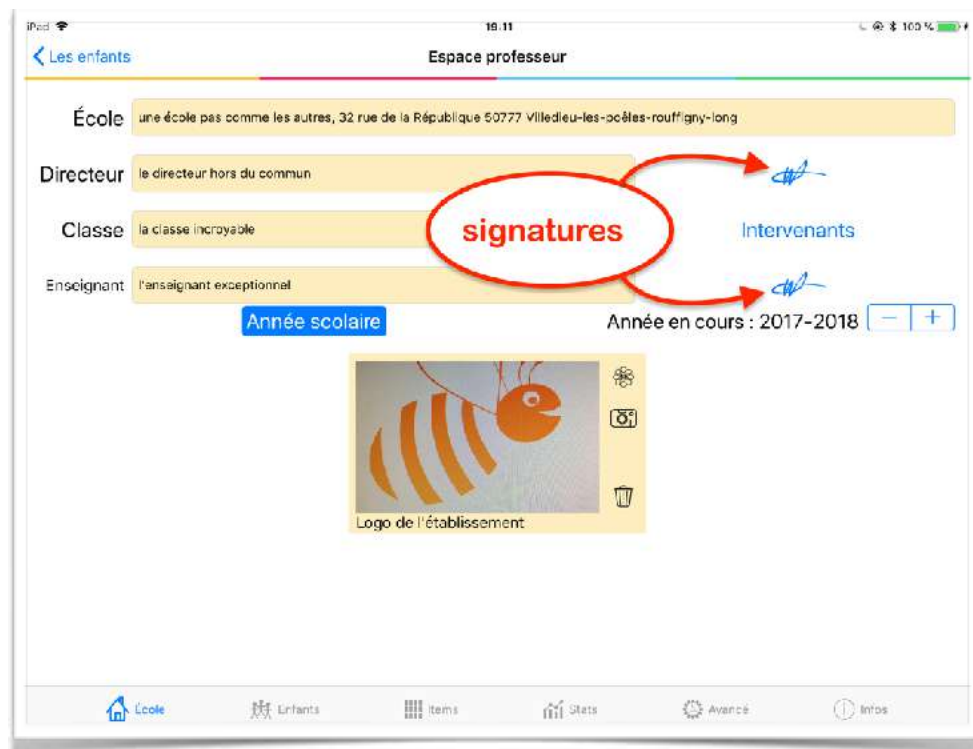 iPad 19:11 100 %
Les enfants Espace professeur
École une école pas comme les autres, 32 rue de la République 50777 Villedieu-les-poêles-rouffigny-long
Directeur le directeur hors du commun
signatures
Classe la classe incroyable Intervenants
Enseignant l'enseignant exceptionnel
Année scolaire Année en cours : 2017-2018 − +
Logo de l'établissement
École Enfants Items Stats Avancé Infos